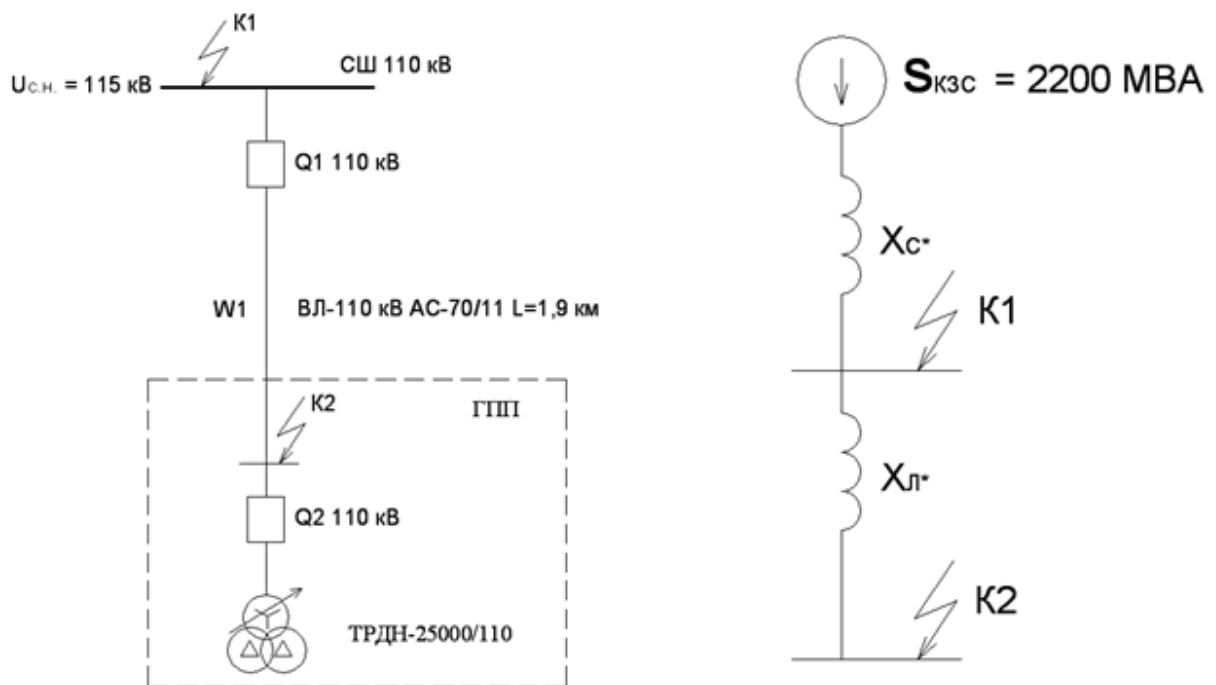 К1
СШ 110 кВ
Uс.н. = 115 кВ
Q1 110 кВ
W1
ВЛ-110 кВ АС-70/11 L=1,9 км
ГПП
К2
Q2 110 кВ
ТРДН-25000/110
Sкзс = 2200 МВА
Xс*
К1
Xл*
К2